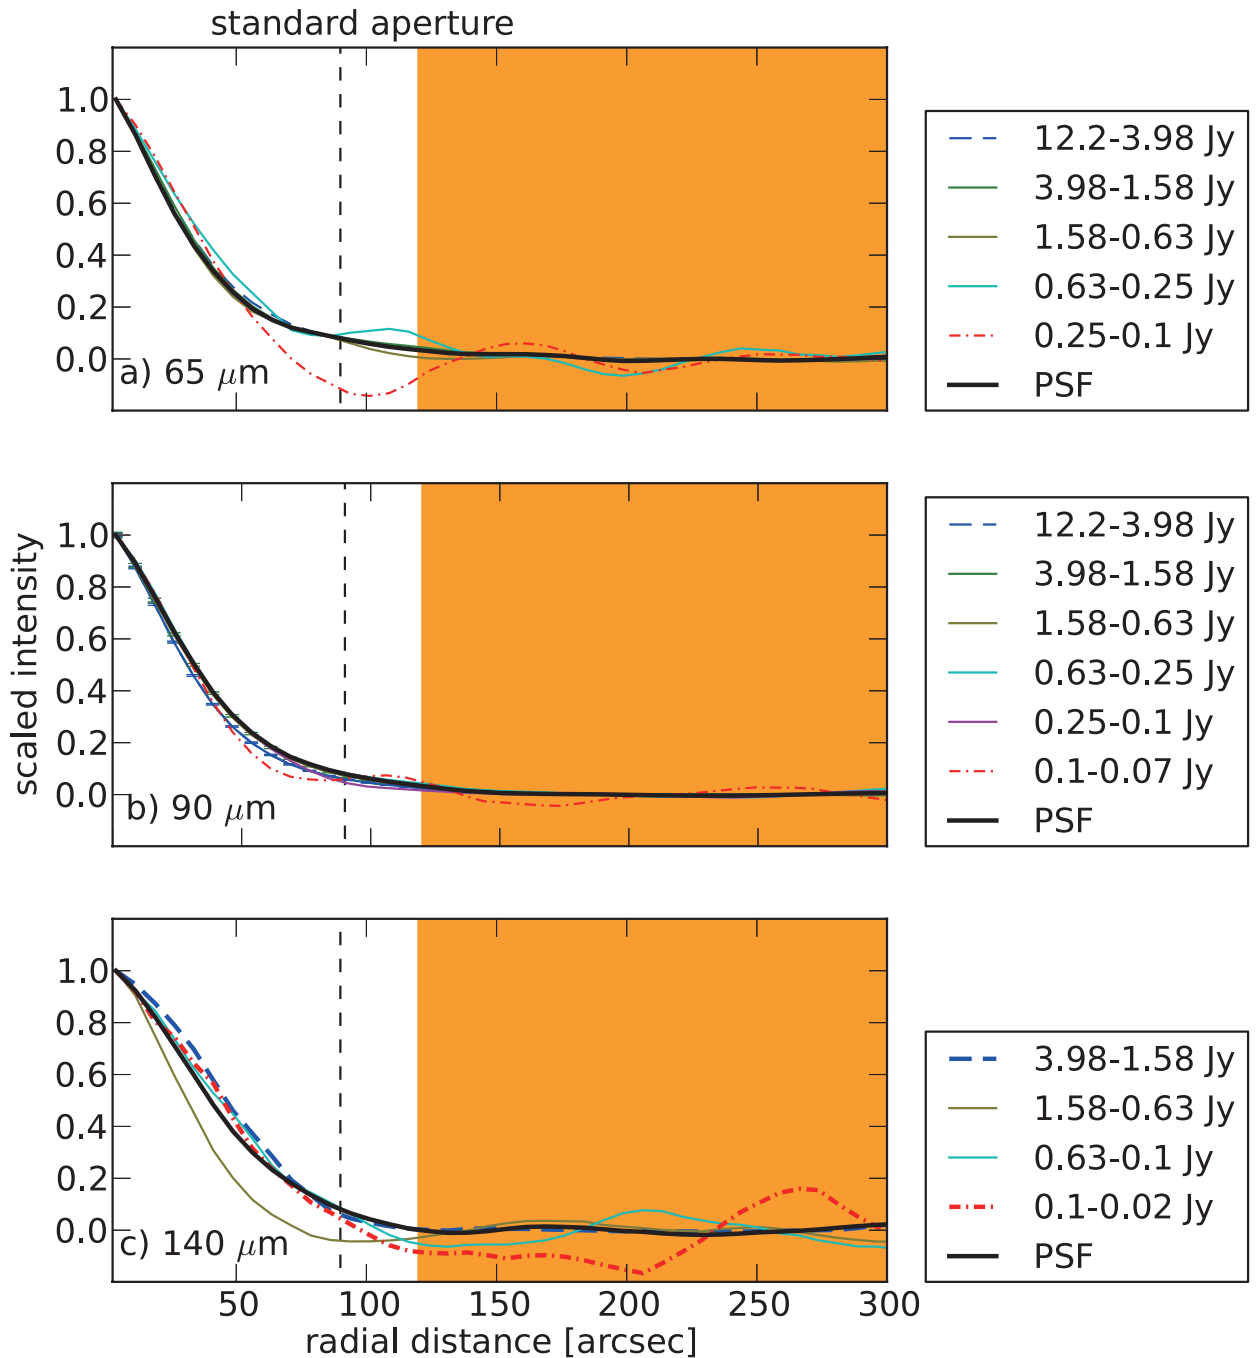 standard aperture
1.0
0.8
0.6
0.4
0.2
0.0
a) 65 μm
12.2-3.98 Jy
3.98-1.58 Jy
1.58-0.63 Jy
0.63-0.25 Jy
0.25-0.1 Jy
PSF
scaled intensity
1.0
0.8
0.6
0.4
0.2
0.0
b) 90 μm
12.2-3.98 Jy
3.98-1.58 Jy
1.58-0.63 Jy
0.63-0.25 Jy
0.25-0.1 Jy
0.1-0.07 Jy
PSF
1.0
0.8
0.6
0.4
0.2
0.0
c) 140 μm
3.98-1.58 Jy
1.58-0.63 Jy
0.63-0.1 Jy
0.1-0.02 Jy
PSF
50 100 150 200 250 300
radial distance [arcsec]